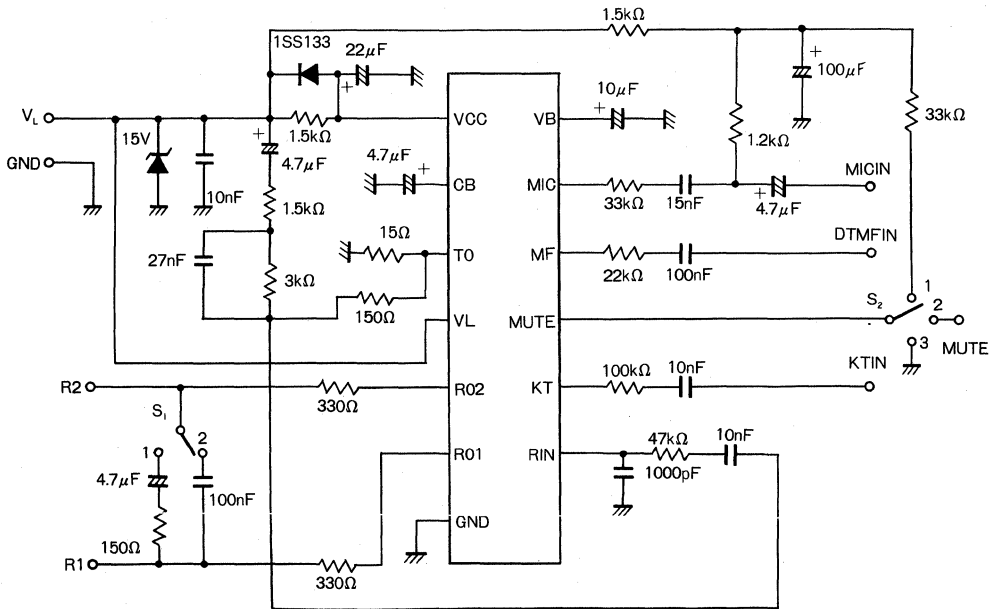 1.5kΩ
1SS133
22μF
+
+
100μF
10μF
+
33kΩ
VL
15V
1.5kΩ
VCC
VB
+
4.7μF
4.7μF
+
1.2kΩ
GND
10nF
CB
MIC
MICIN
33kΩ
15nF
+
4.7μF
1.5kΩ
15Ω
DTMFIN
27nF
T0
MF
22kΩ
100nF
3kΩ
150Ω
S2
1
2
VL
MUTE
3
MUTE
KTIN
R2
330Ω
R02
KT
100kΩ
10nF
S1
2
1
R01
RIN
47kΩ
10nF
4.7μF
100nF
1000pF
150Ω
GND
R1
330Ω